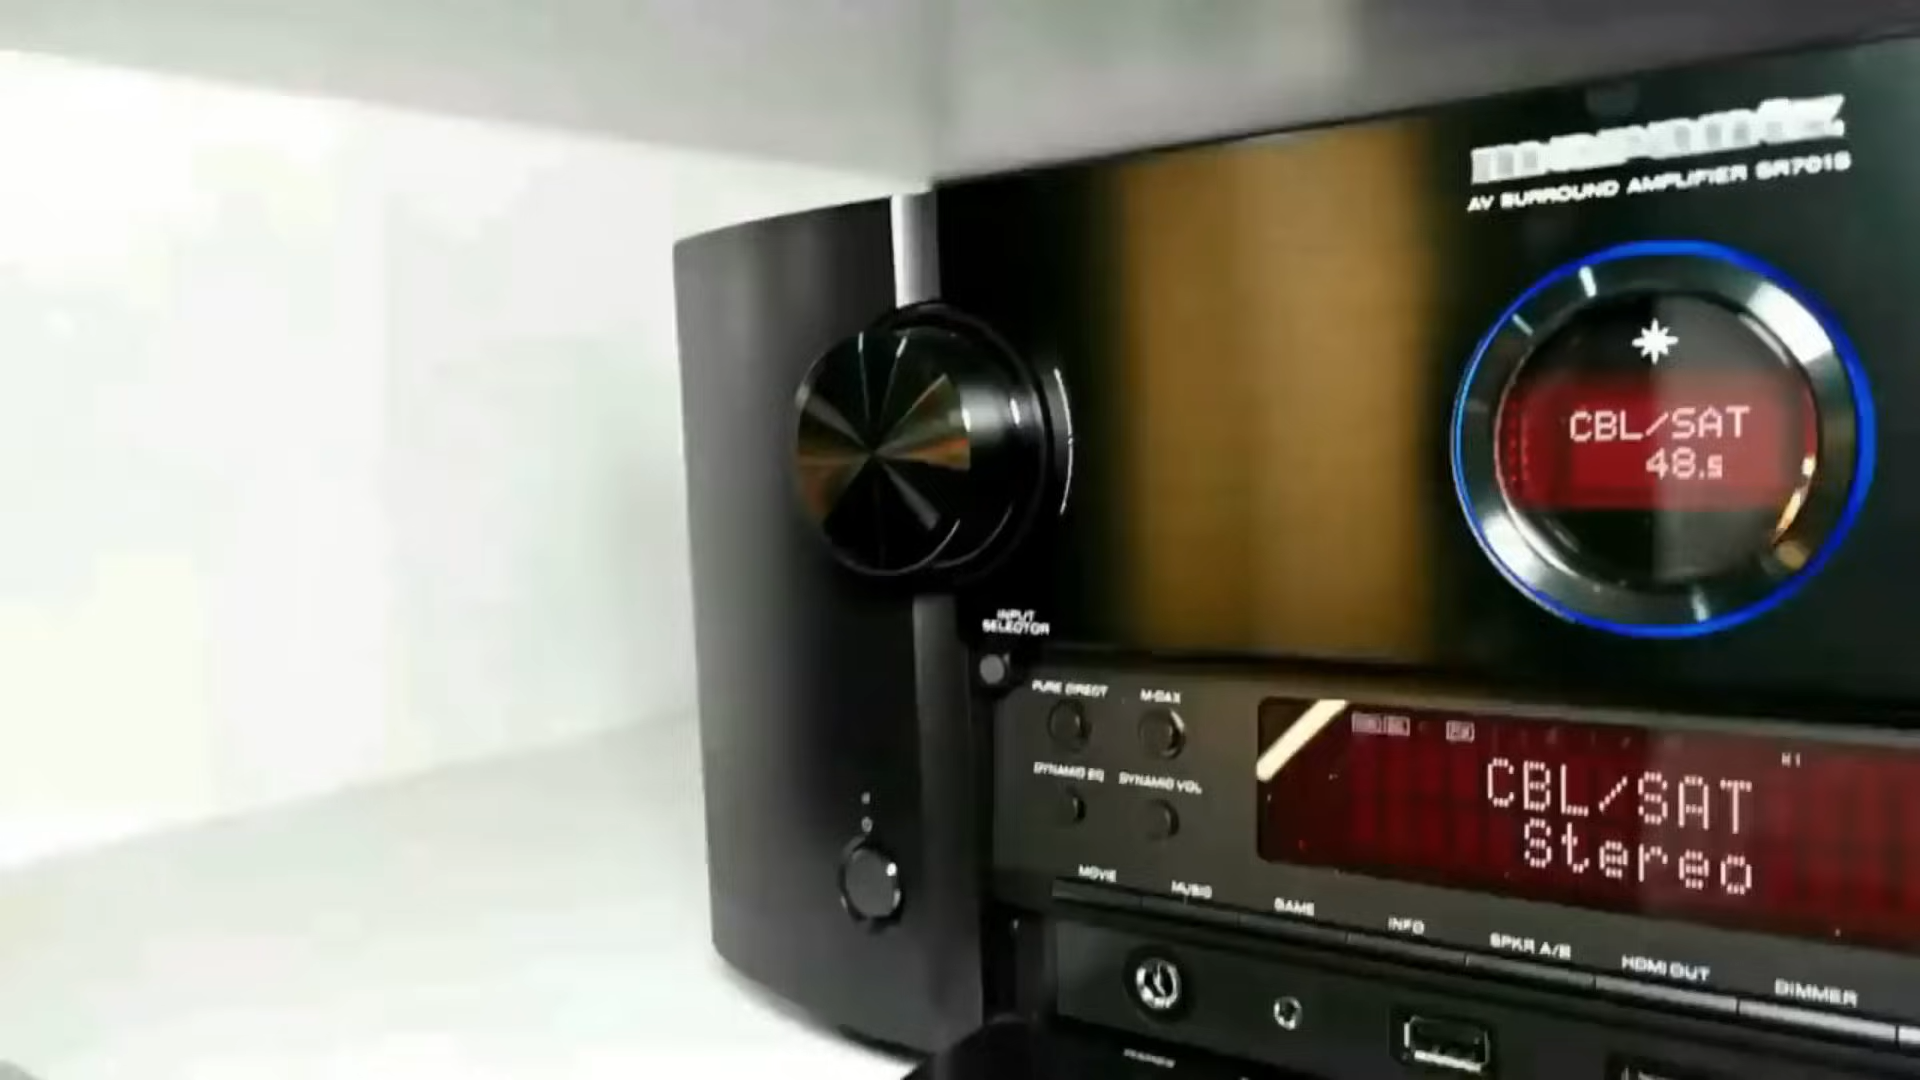 marantz
AV SURROUND AMPLIFIER SR7015
CBL/SAT
48.5
INPUT
SELECTOR
PURE DIRECT
M-DAX
DYNAMIC EQ
DYNAMIC VOL
CBL/SAT
Stereo
MOVIE
MUSIC
GAME
INFO
SPKR A/B
HDMI OUT
DIMMER
PHONES